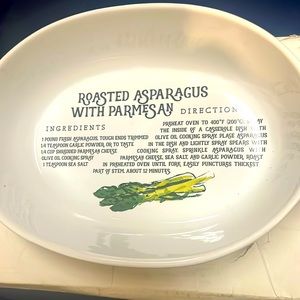 ROASTED ASPARAGUS
WITH PARMESAN
DIRECTION
INGREDIENTS
1 POUND FRESH ASPARAGUS, TOUGH ENDS TRIMMED
1/4 TEASPOON GARLIC POWDER, OR TO TASTE
1/4 CUP SHREDDED PARMESAN CHEESE
OLIVE OIL COOKING SPRAY
1 TEASPOON SEA SALT
PREHEAT OVEN TO 400°F (200°C).
THE INSIDE OF A CASSEROLE DISH WITH
OLIVE OIL COOKING SPRAY. PLACE ASPARAGUS
IN THE DISH AND LIGHTLY SPRAY SPEARS WITH
COOKING SPRAY. SPRINKLE ASPARAGUS WITH
PARMESAN CHEESE, SEA SALT AND GARLIC POWDER, ROAST
IN PREHEATED OVEN UNTIL FORK EASILY PUNCTURES THICKEST
PART OF STEM, ABOUT 12 MINUTES